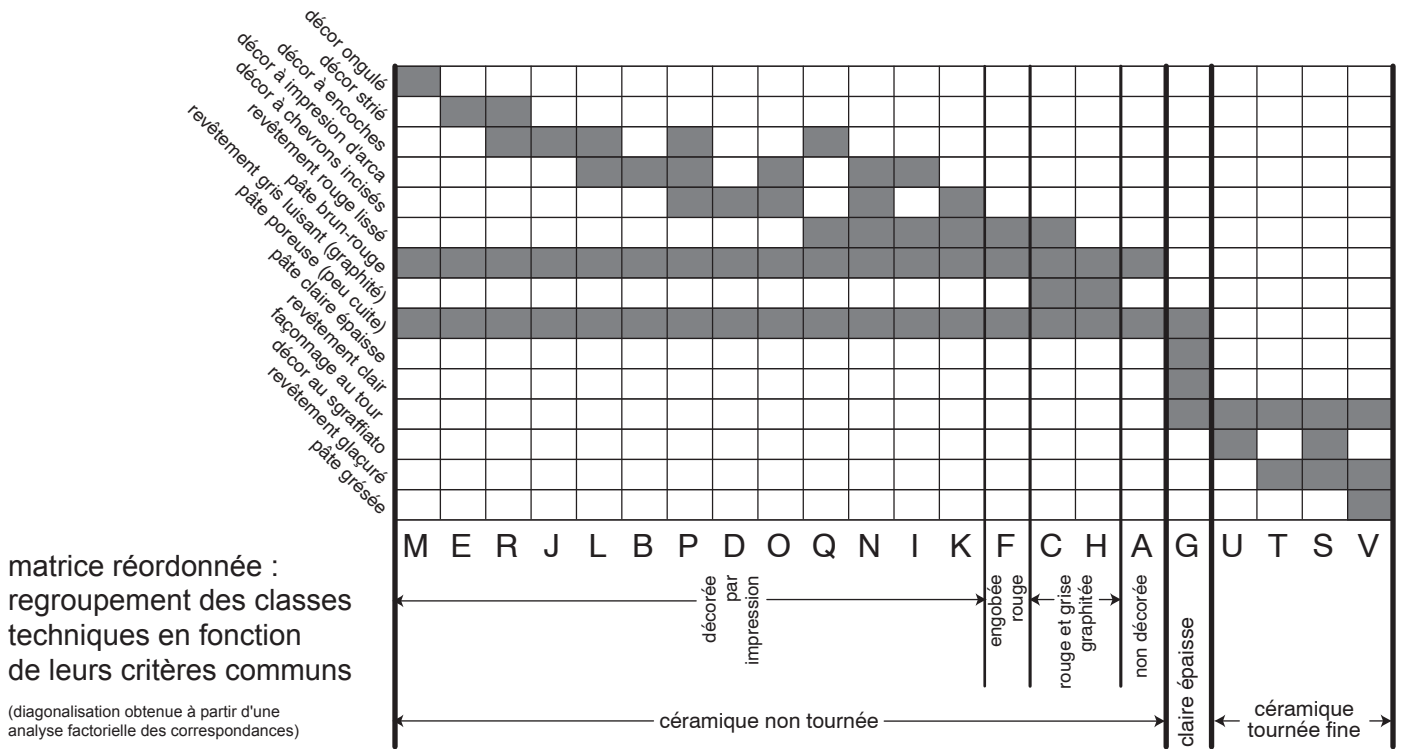 décor ongulé
décor strié
décor à encoches
décor à impresion d'arca
décor à chevrons incisés
revêtement rouge lissé
pâte brun-rouge
revêtement gris luisant (graphité)
pâte poreuse (peu cuite)
pâte claire épaisse
revêtement clair
façonnage au tour
décor au sgraffiato
revêtement glaçuré
pâte grésée
M E R J L B P D O Q N I K F C H A G U T S V
matrice réordonnée :
regroupement des classes
techniques en fonction
de leurs critères communs
(diagonalisation obtenue à partir d'une
analyse factorielle des correspondances)
décorée
par
impression
engobée
rouge
rouge et grise
graphitée
non décorée
claire épaisse
céramique non tournée
céramique
tournée fine